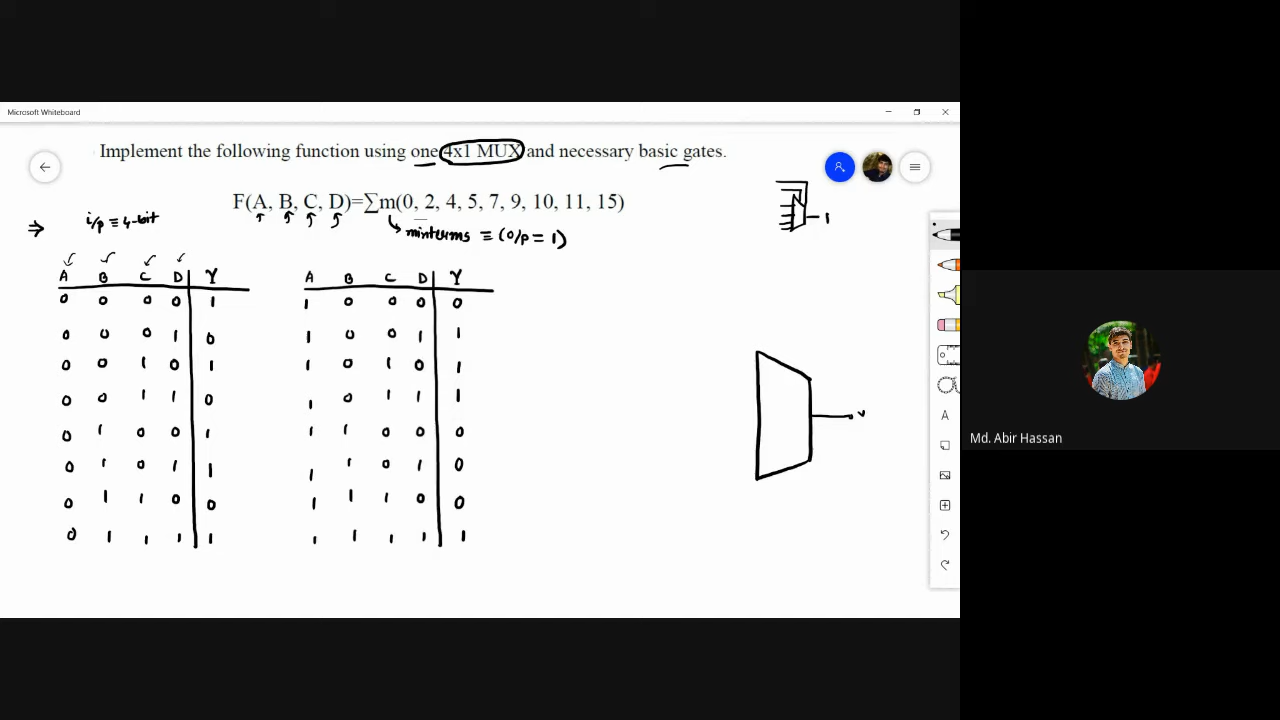 Microsoft Whiteboard
Implement the following function using one 4x1 MUX and necessary basic gates.
F(A, B, C, D)=∑m(0, 2, 4, 5, 7, 9, 10, 11, 15)
⇒ i/p ≡ 4-bit
minterms ≡ (o/p = 1)
1
A B C D Y
0 0 0 0 1
0 0 0 1 0
0 0 1 0 1
0 0 1 1 0
0 1 0 0 1
0 1 0 1 1
0 1 1 0 0
0 1 1 1 1
A B C D Y
1 0 0 0 0
1 0 0 1 1
1 0 1 0 1
1 0 1 1 1
1 1 0 0 0
1 1 0 1 0
1 1 1 0 0
1 1 1 1 1
A
Md. Abir Hassan